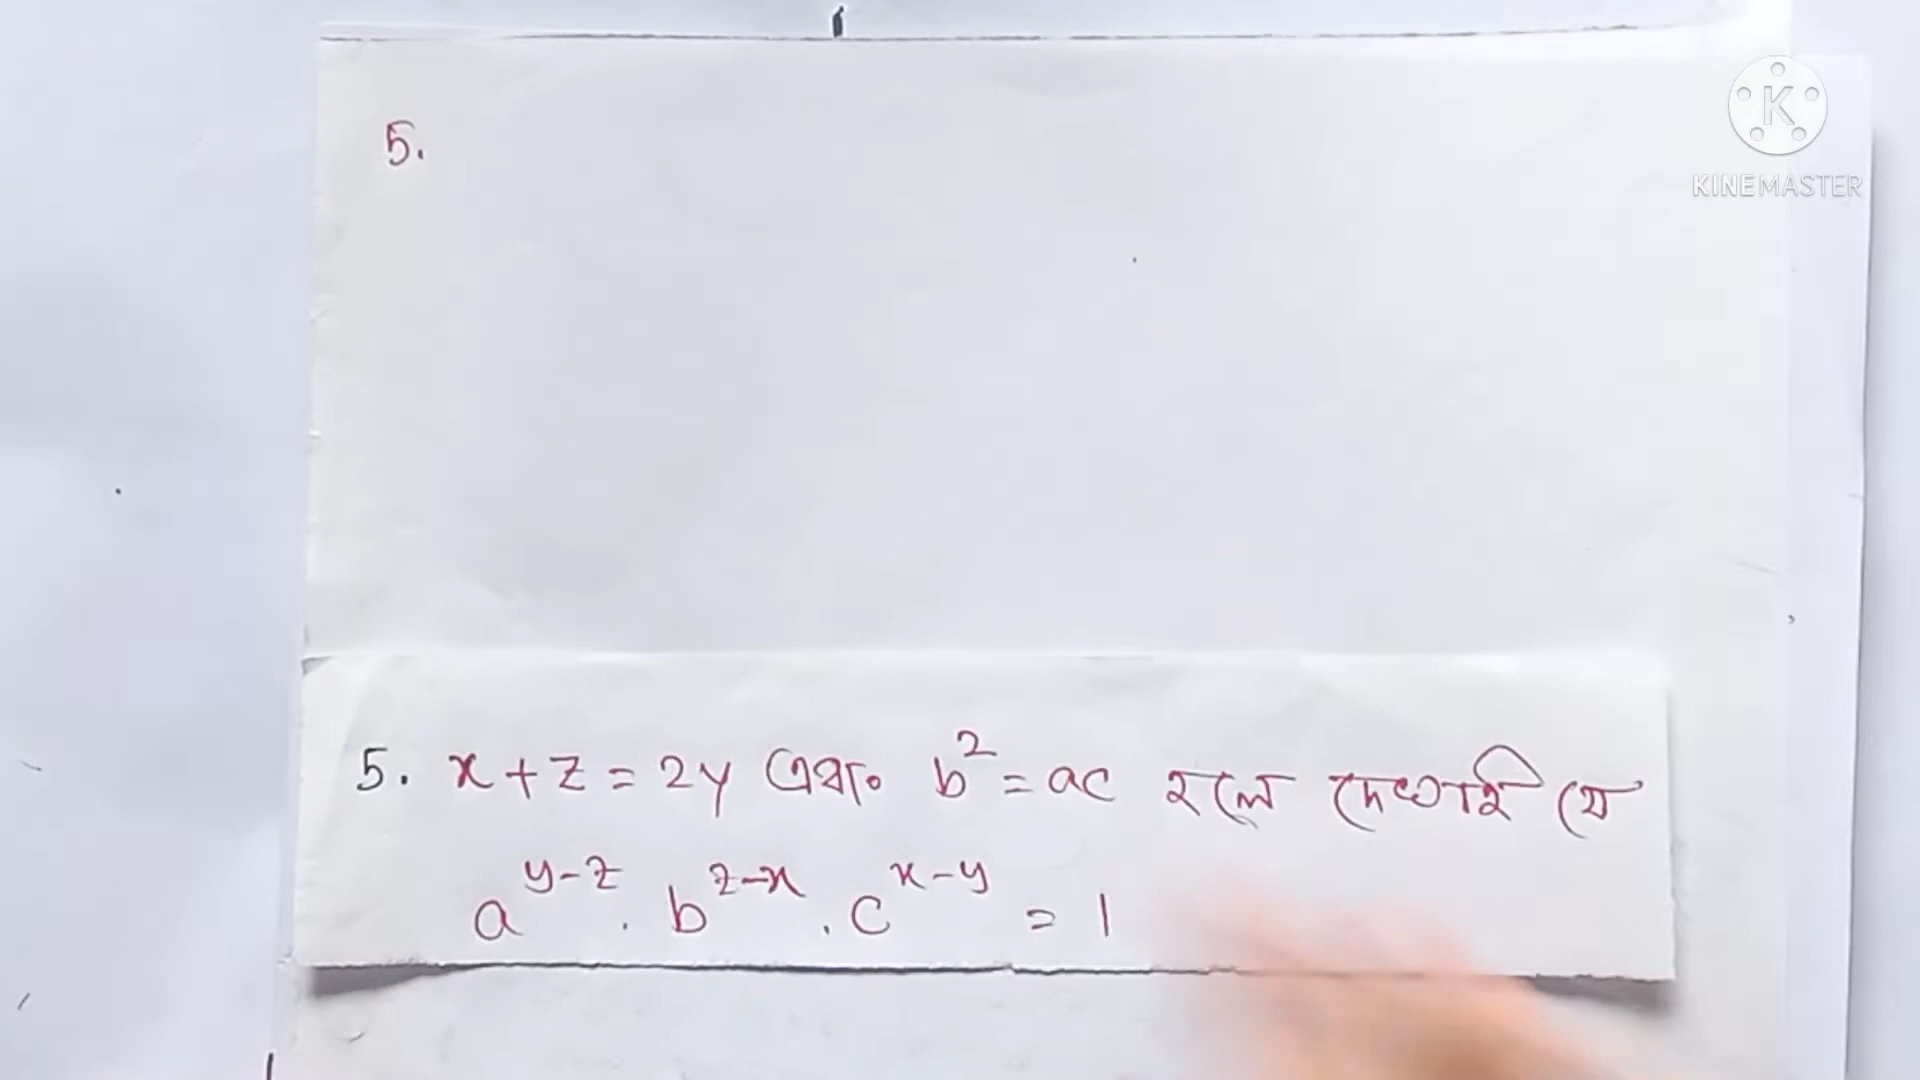 5.
K
KINEMASTER
5. x+z=2y এবং b²=ac হলে দেখাই যে
a^{y-z} . b^{z-x} . c^{x-y} = 1